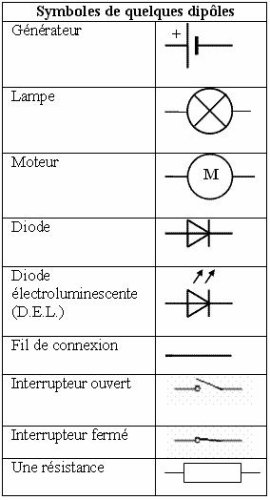 Symboles de quelques dipôles
Générateur
+
Lampe
Moteur
M
Diode
Diode
électroluminescente
(D.E.L.)
Fil de connexion
Interrupteur ouvert
Interrupteur fermé
Une résistance